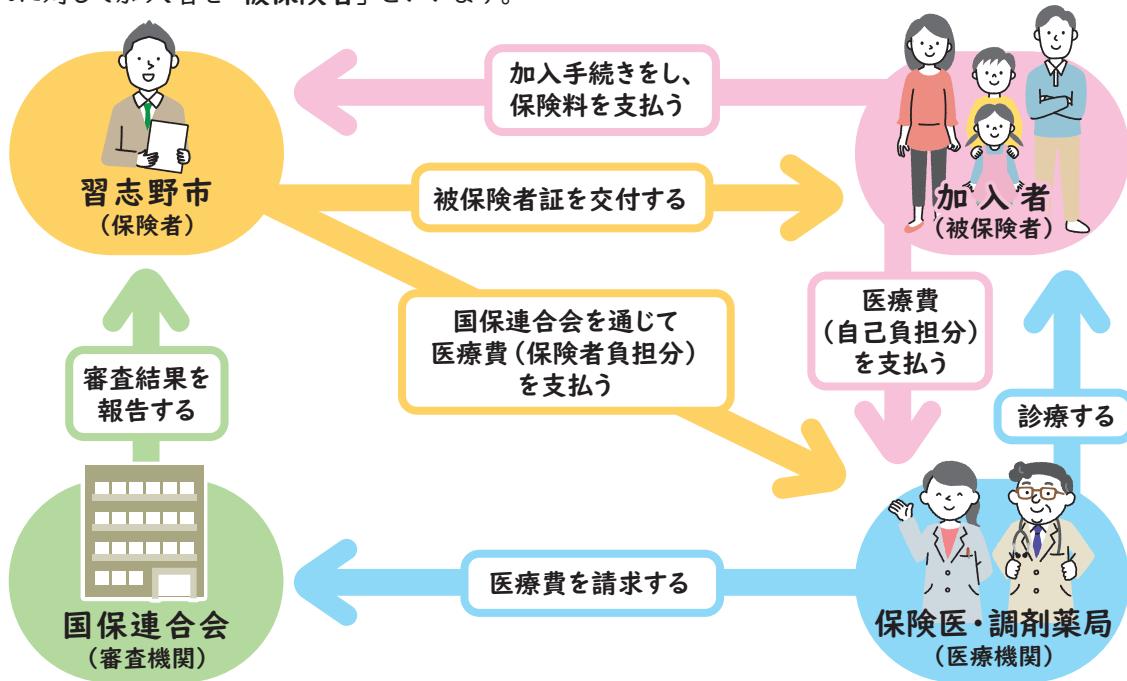 加入手続きをし、
保険料を支払う
習志野市
（保険者）
被保険者証を交付する
加入者
（被保険者）
国保連合会を通じて
医療費（保険者負担分）
を支払う
医療費
（自己負担分）
を支払う
審査結果を
報告する
診療する
医療費を請求する
国保連合会
（審査機関）
保険医・調剤薬局
（医療機関）